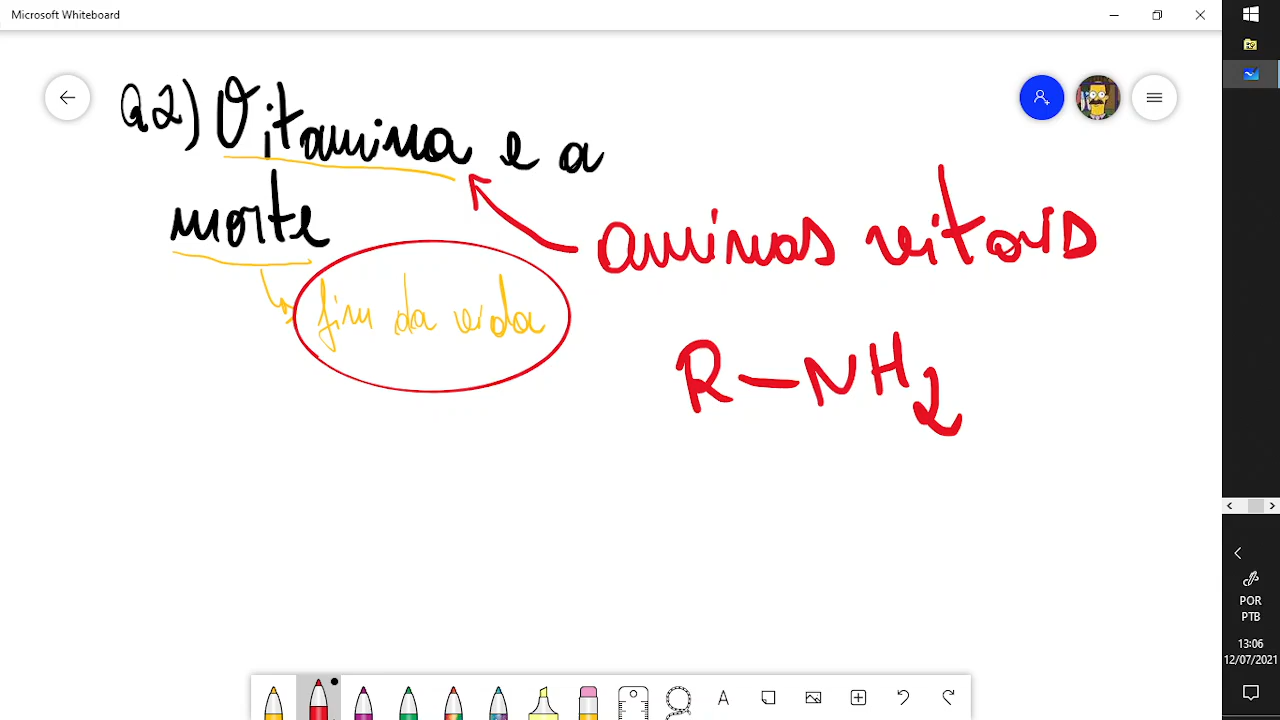 Microsoft Whiteboard
Q2) Vitamina e a
morte
aminas vitais
fim da vida
R-NH2
A
POR
PTB
13:06
12/07/2021